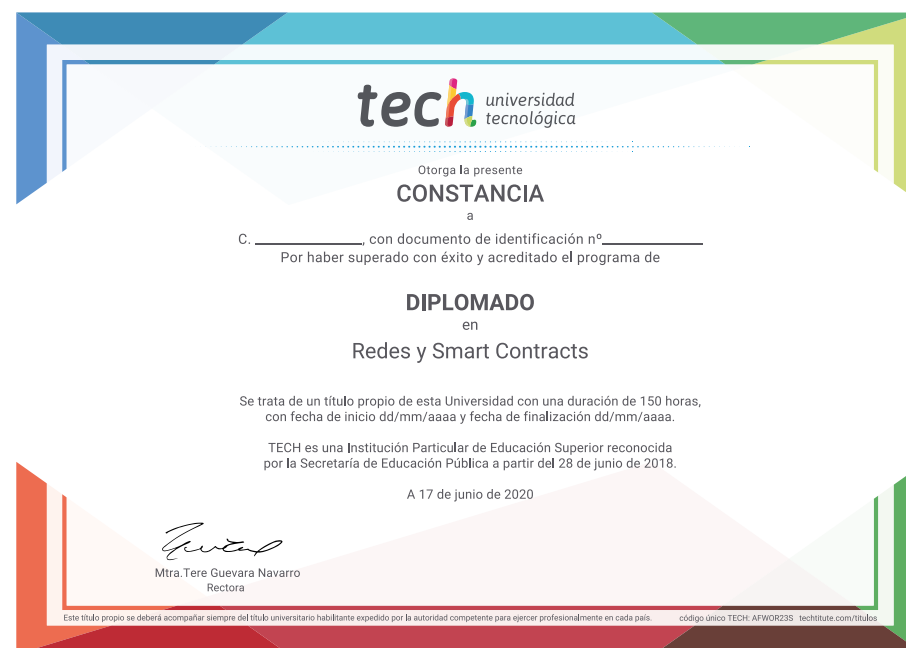 tech universidad
tecnológica
Otorga la presente
CONSTANCIA
a
C. ______________, con documento de identificación nº_____________
Por haber superado con éxito y acreditado el programa de
DIPLOMADO
en
Redes y Smart Contracts
Se trata de un título propio de esta Universidad con una duración de 150 horas,
con fecha de inicio dd/mm/aaaa y fecha de finalización dd/mm/aaaa.
TECH es una Institución Particular de Educación Superior reconocida
por la Secretaría de Educación Pública a partir del 28 de junio de 2018.
A 17 de junio de 2020
Mtra.Tere Guevara Navarro
Rectora
Este título propio se deberá acompañar siempre del título universitario habilitante expedido por la autoridad competente para ejercer profesionalmente en cada país. código único TECH: AFWOR23S techtitute.com/titulos